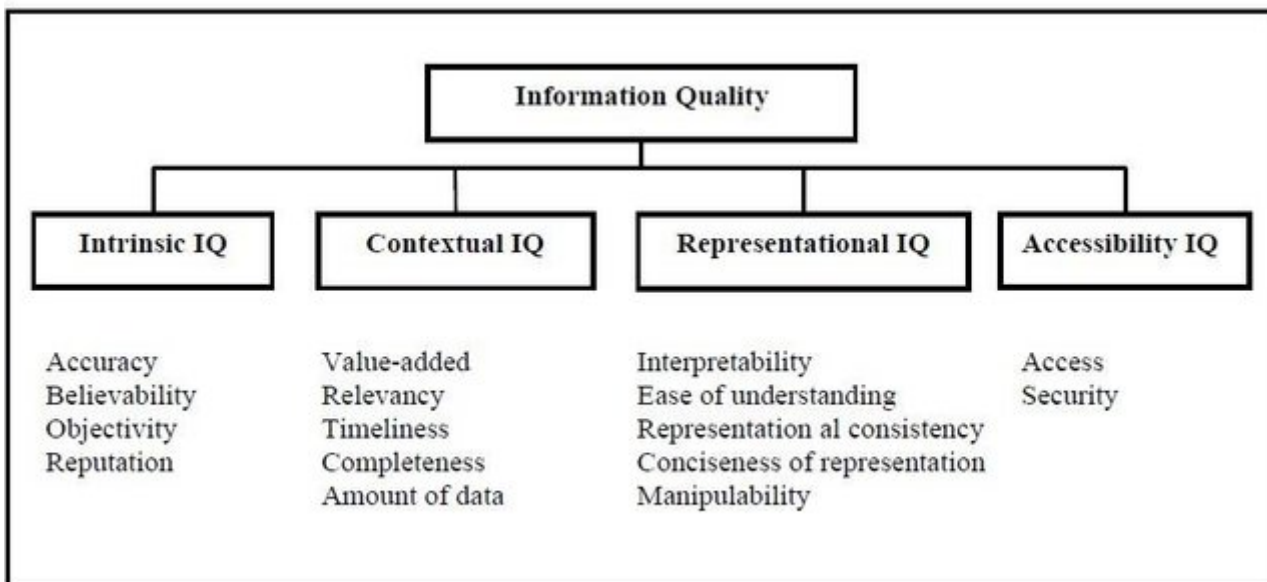 Information Quality
Intrinsic IQ
Contextual IQ
Representational IQ
Accessibility IQ
Accuracy
Believability
Objectivity
Reputation
Value-added
Relevancy
Timeliness
Completeness
Amount of data
Interpretability
Ease of understanding
Representation al consistency
Conciseness of representation
Manipulability
Access
Security